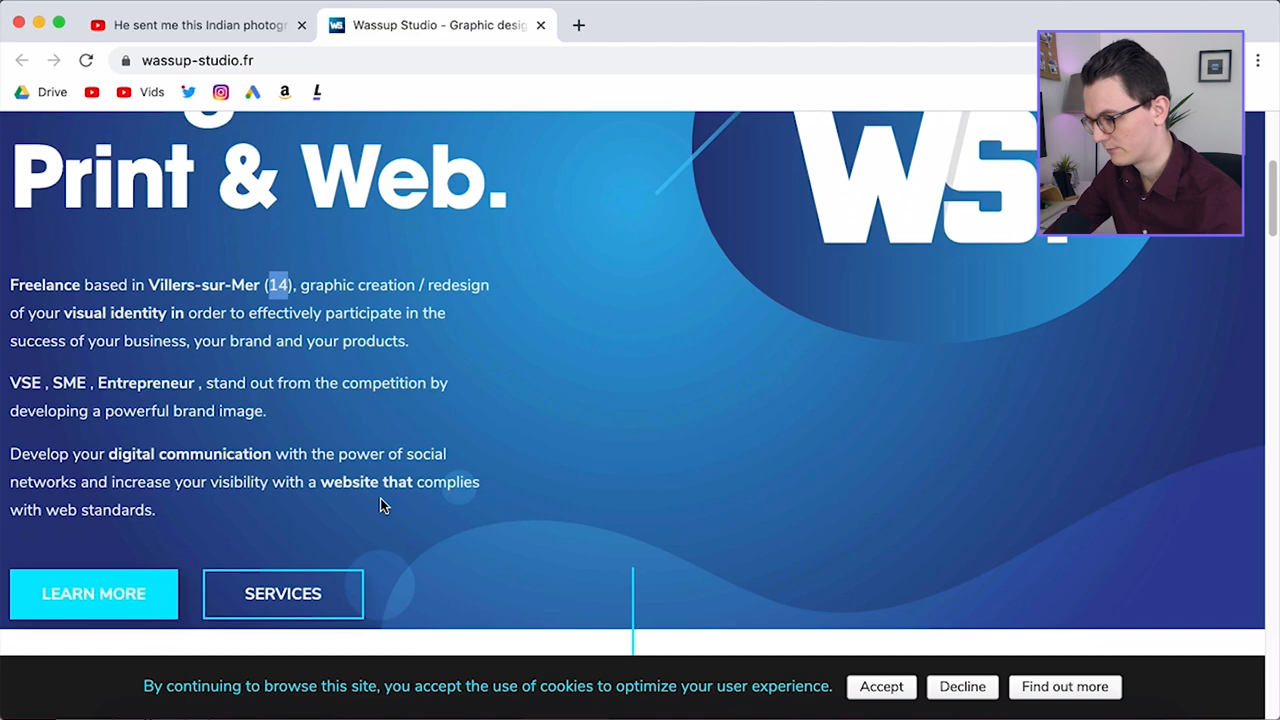 He sent me this Indian photogr
Wassup Studio - Graphic desig
wassup-studio.fr
Drive
Vids
Print & Web.
WS.
Freelance based in Villers-sur-Mer (14), graphic creation / redesign
of your visual identity in order to effectively participate in the
success of your business, your brand and your products.
VSE , SME , Entrepreneur , stand out from the competition by
developing a powerful brand image.
Develop your digital communication with the power of social
networks and increase your visibility with a website that complies
with web standards.
LEARN MORE
SERVICES
By continuing to browse this site, you accept the use of cookies to optimize your user experience.
Accept
Decline
Find out more